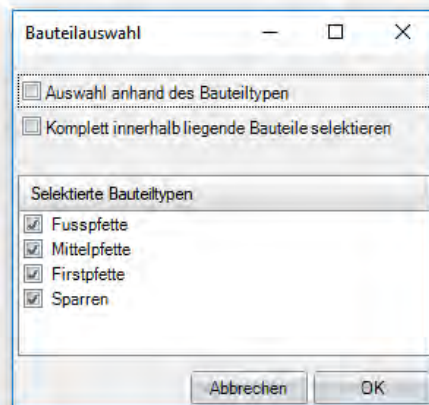 Bauteilauswahl
Auswahl anhand des Bauteiltypen
Komplett innerhalb liegende Bauteile selektieren
Selektierte Bauteiltypen
Fusspfette
Mittelpfette
Firstpfette
Sparren
Abbrechen OK